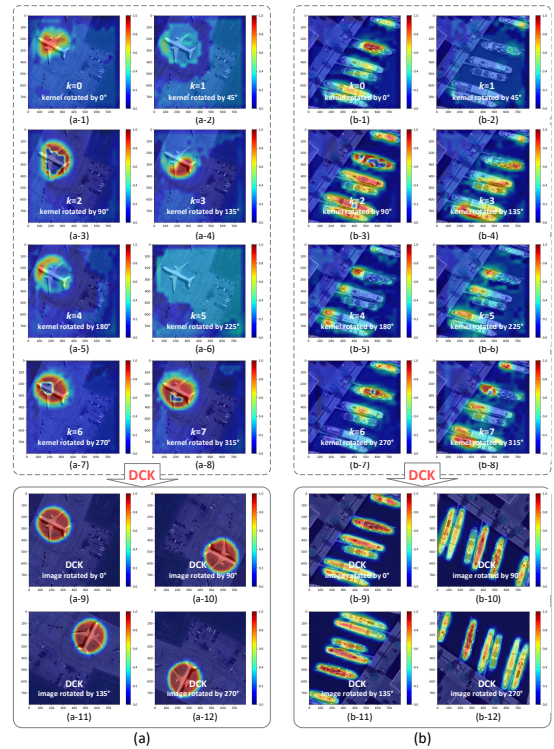 k=0
kernel rotated by 0°
(a-1)
k=1
kernel rotated by 45°
(a-2)
k=2
kernel rotated by 90°
(a-3)
k=3
kernel rotated by 135°
(a-4)
k=4
kernel rotated by 180°
(a-5)
k=5
kernel rotated by 225°
(a-6)
k=6
kernel rotated by 270°
(a-7)
k=7
kernel rotated by 315°
(a-8)
DCK
DCK
image rotated by 0°
(a-9)
DCK
image rotated by 90°
(a-10)
DCK
image rotated by 135°
(a-11)
DCK
image rotated by 270°
(a-12)
(a)
k=0
kernel rotated by 0°
(b-1)
k=1
kernel rotated by 45°
(b-2)
k=2
kernel rotated by 90°
(b-3)
k=3
kernel rotated by 135°
(b-4)
k=4
kernel rotated by 180°
(b-5)
k=5
kernel rotated by 225°
(b-6)
k=6
kernel rotated by 270°
(b-7)
k=7
kernel rotated by 315°
(b-8)
DCK
DCK
image rotated by 0°
(b-9)
DCK
image rotated by 90°
(b-10)
DCK
image rotated by 135°
(b-11)
DCK
image rotated by 270°
(b-12)
(b)